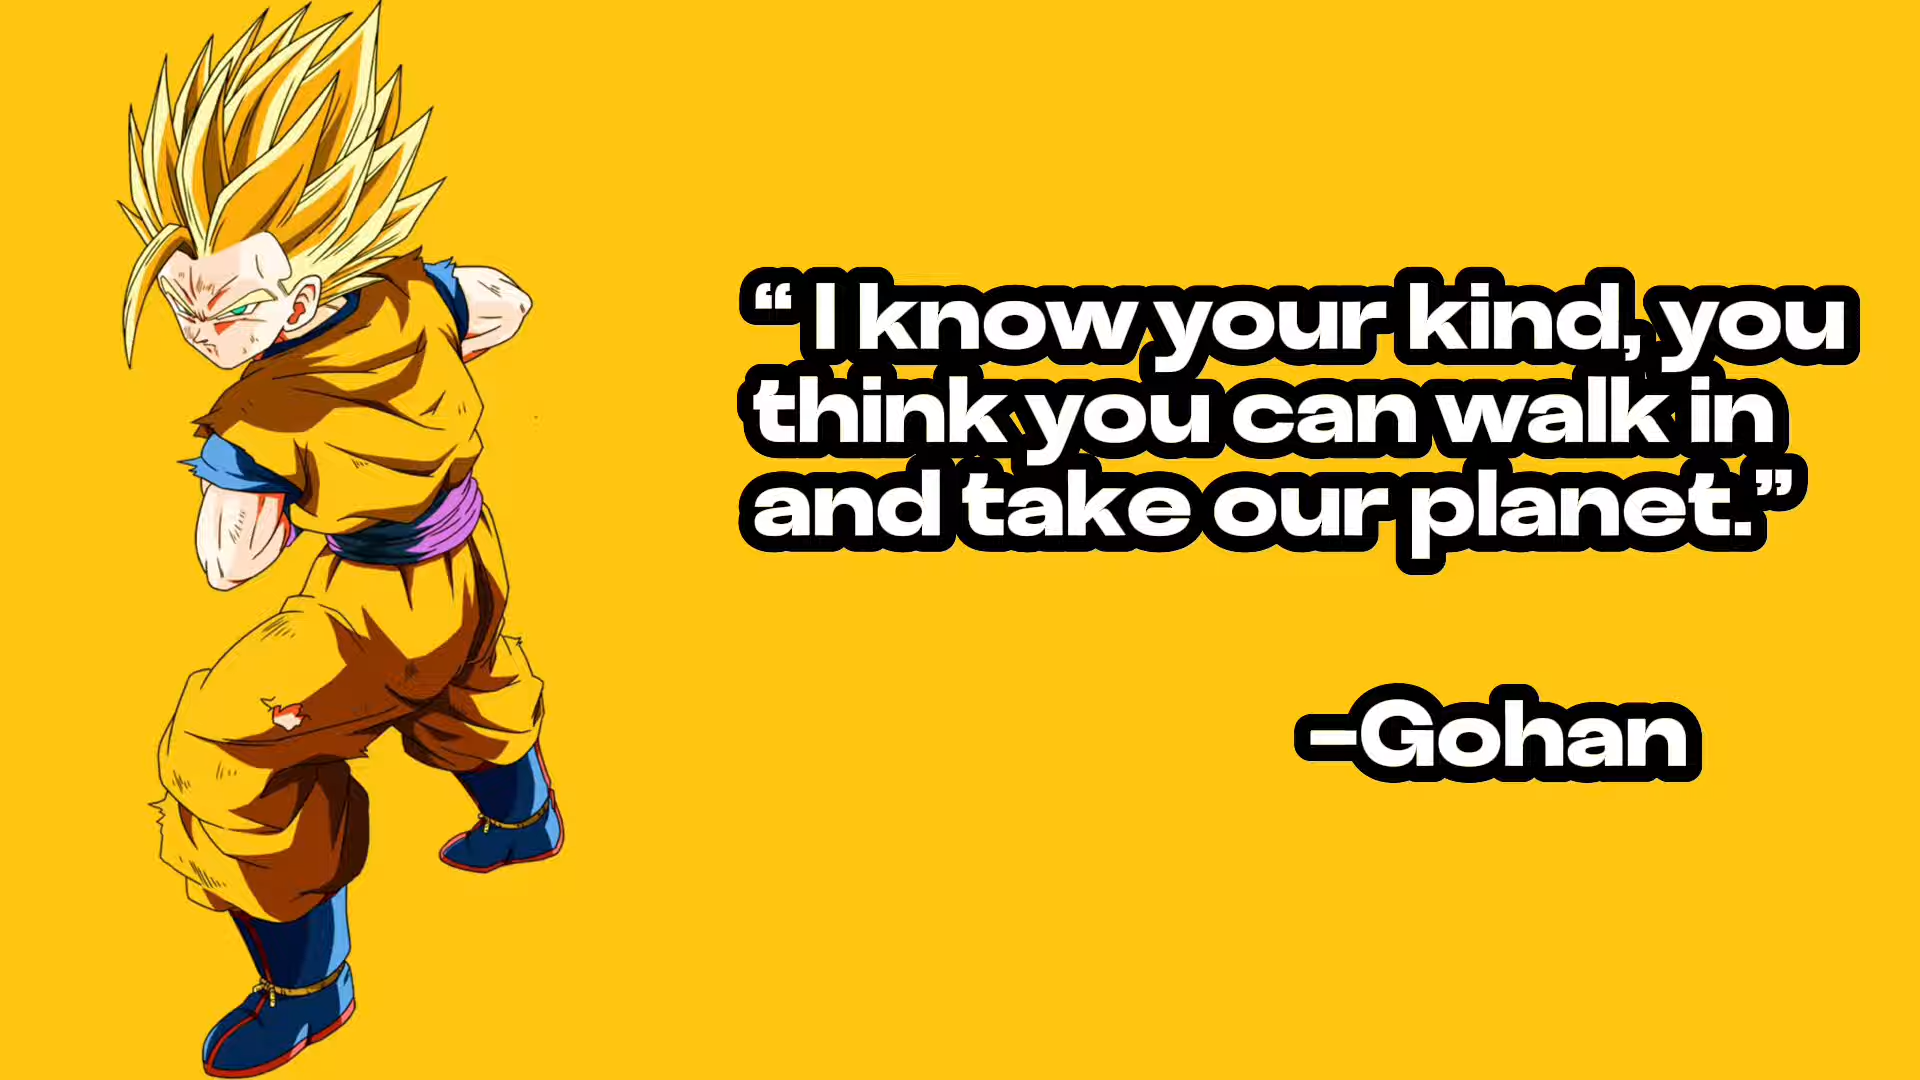 “ I know your kind, you
think you can walk in
and take our planet.”
-Gohan